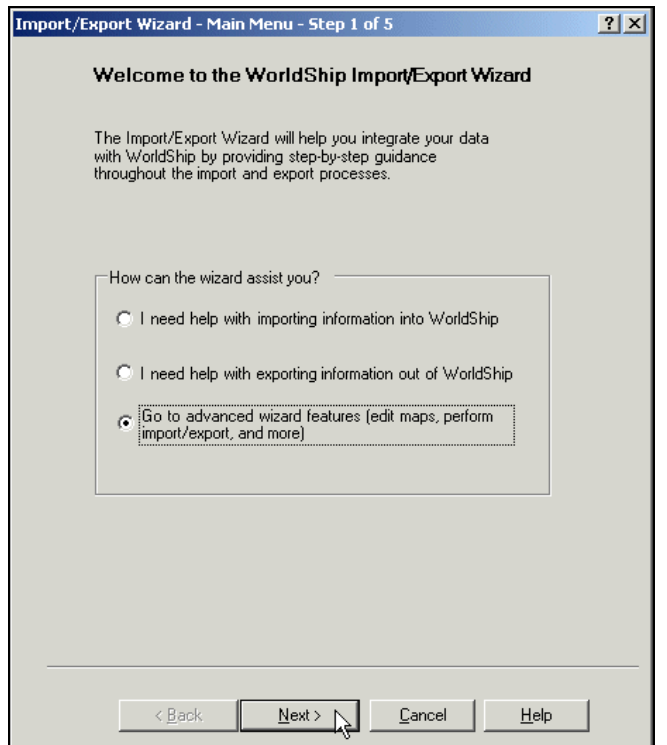 Import/Export Wizard - Main Menu - Step 1 of 5
Welcome to the WorldShip Import/Export Wizard
The Import/Export Wizard will help you integrate your data
with WorldShip by providing step-by-step guidance
throughout the import and export processes.
How can the wizard assist you?
I need help with importing information into WorldShip
I need help with exporting information out of WorldShip
Go to advanced wizard features (edit maps, perform
import/export, and more)
< Back
Next >
Cancel
Help